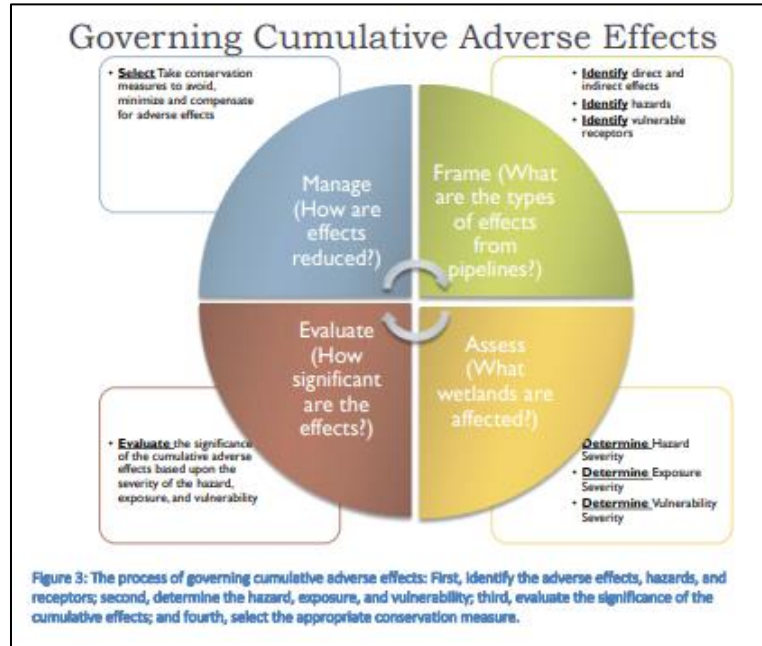 Governing Cumulative Adverse Effects
• Select Take conservation
measures to avoid,
minimize and compensate
for adverse effects
• Identify direct and
indirect effects
• Identify hazards
• Identify vulnerable
receptors
Manage
(How are
effects
reduced?)
Frame (What
are the types
of effects
from
pipelines?)
Evaluate
(How
significant
are the
effects?)
Assess
(What
wetlands are
affected?)
• Evaluate the significance
of the cumulative adverse
effects based upon the
severity of the hazard,
exposure, and vulnerability
Determine Hazard
Severity
• Determine Exposure
Severity
• Determine Vulnerability
Severity
Figure 3: The process of governing cumulative adverse effects: First, identify the adverse effects, hazards, and
receptors; second, determine the hazard, exposure, and vulnerability; third, evaluate the significance of the
cumulative effects; and fourth, select the appropriate conservation measure.